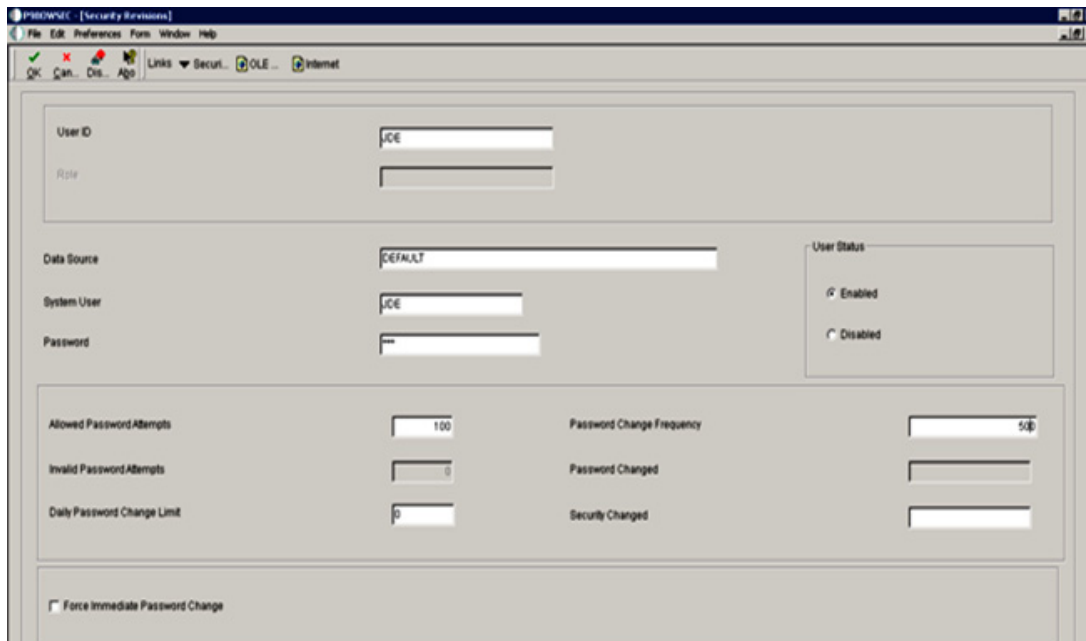 P98OWSEC - [Security Revisions]
File Edit Preferences Form Window Help
OK Can... Dis... Abo Links Securi... OLE ... Internet
User ID JDE
Role
Data Source DEFAULT
User Status
System User JDE
Enabled
Password ***
Disabled
Allowed Password Attempts 100 Password Change Frequency 500
Invalid Password Attempts 0 Password Changed
Daily Password Change Limit 0 Security Changed
Force Immediate Password Change